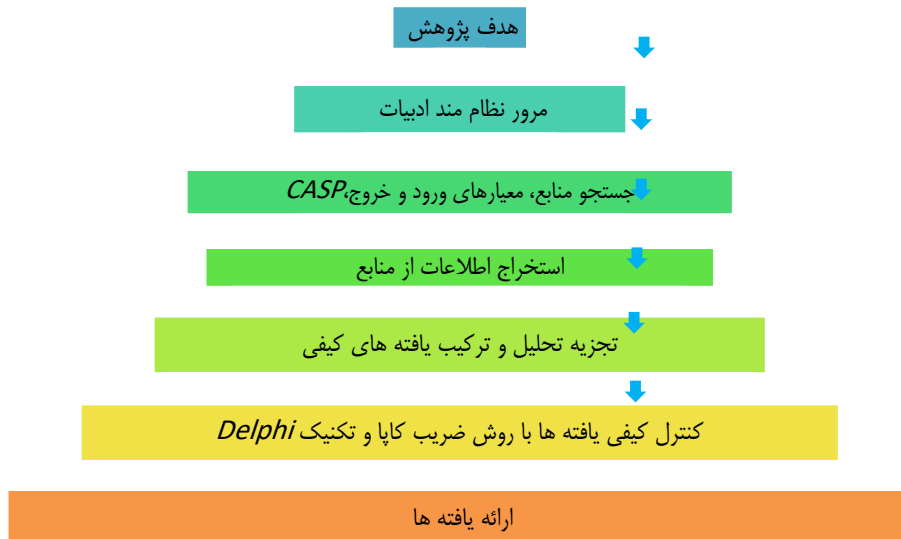 هدف پژوهش
مرور نظام مند ادبیات
جستجو منابع، معیارهای ورود و خروج،CASP
استخراج اطلاعات از منابع
تجزیه تحلیل و ترکیب یافته های کیفی
کنترل کیفی یافته ها با روش ضریب کاپا و تکنیک Delphi
ارائه یافته ها